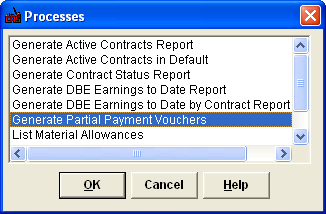 Processes
Generate Active Contracts Report
Generate Active Contracts in Default
Generate Contract Status Report
Generate DBE Earnings to Date Report
Generate DBE Earnings to Date by Contract Report
Generate Partial Payment Vouchers
List Material Allowances
OK
Cancel
Help